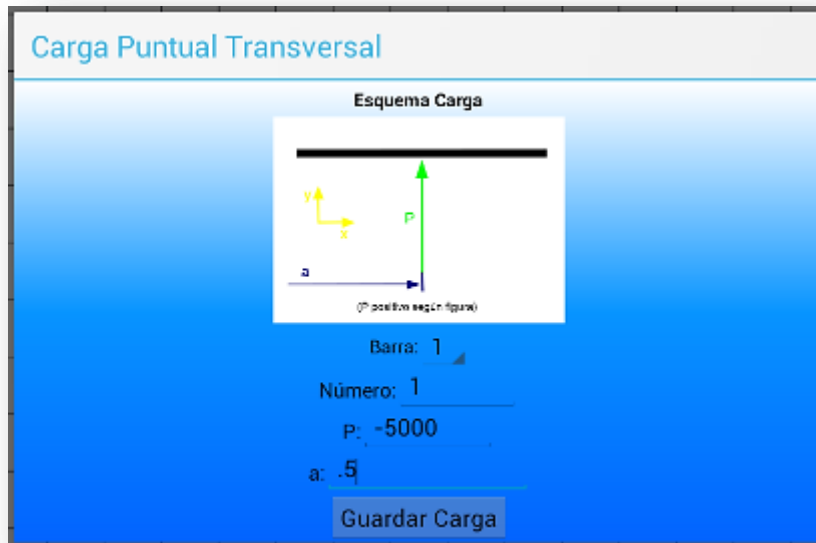 Carga Puntual Transversal
Esquema Carga
y
P
x
a
(P positivo según figura)
Barra: 1
Número: 1
P: -5000
a: .5
Guardar Carga